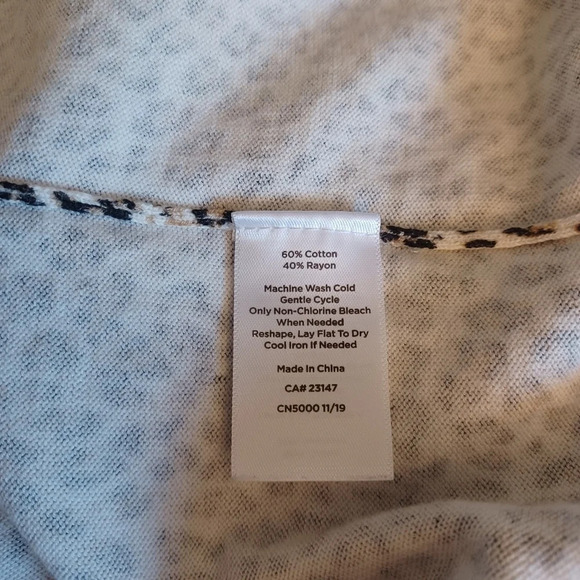 60% Cotton
40% Rayon
Machine Wash Cold
Gentle Cycle
Only Non-Chlorine Bleach
When Needed
Reshape, Lay Flat To Dry
Cool Iron If Needed
Made in China
CA# 23147
CN5000 11/19